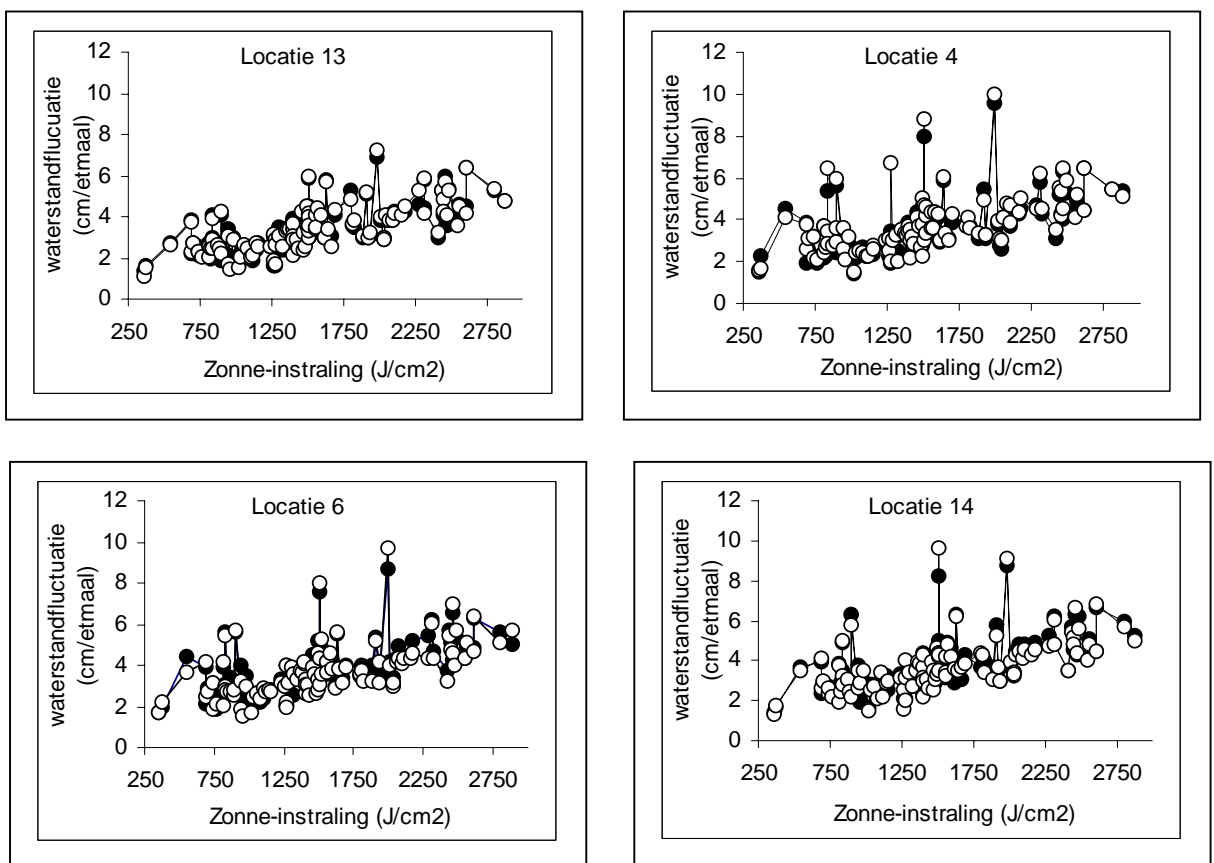 Locatie 13
waterstandflucuatie
(cm/etmaal)
12
10
8
6
4
2
0
250 750 1250 1750 2250 2750
Zonne-instraling (J/cm2)
Locatie 4
waterstandfluctuatie
(cm/etmaal)
12
10
8
6
4
2
0
250 750 1250 1750 2250 2750
Zonne-instraling (J/cm2)
Locatie 6
waterstandfluctuatie
(cm/etmaal)
12
10
8
6
4
2
0
250 750 1250 1750 2250 2750
Zonne-instraling (J/cm2)
Locatie 14
waterstandfluctuatie
(cm/etmaal)
12
10
8
6
4
2
0
250 750 1250 1750 2250 2750
Zonne-instraling (J/cm2)